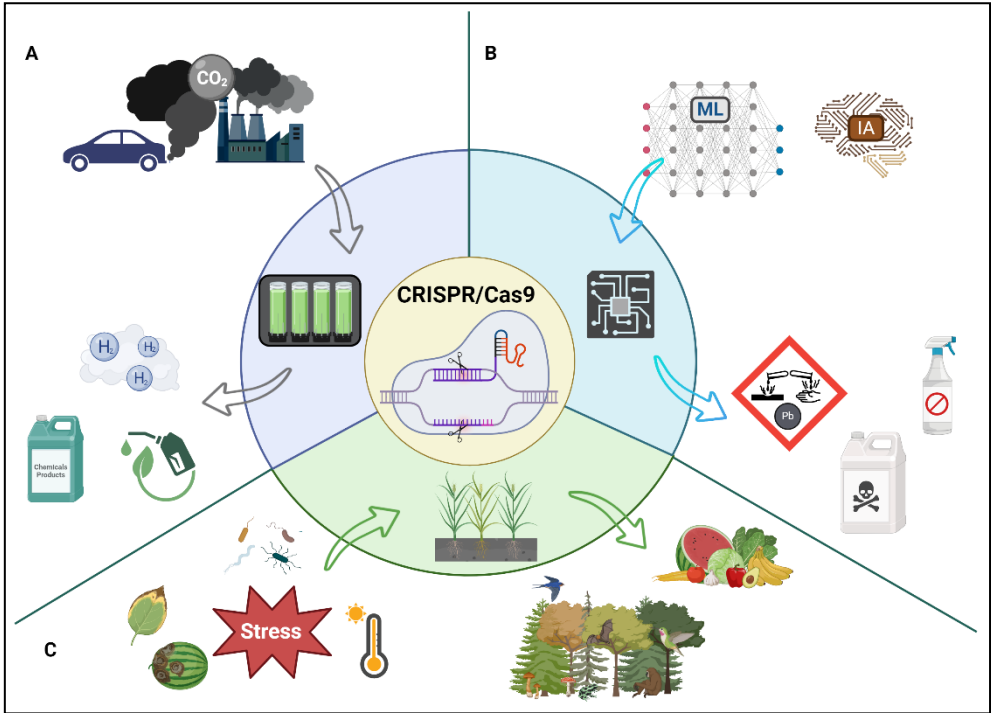 A
B
CO₂
ML
IA
CRISPR/Cas9
H₂
H₂
H₂
Pb
Chemicals
Products
Stress
C